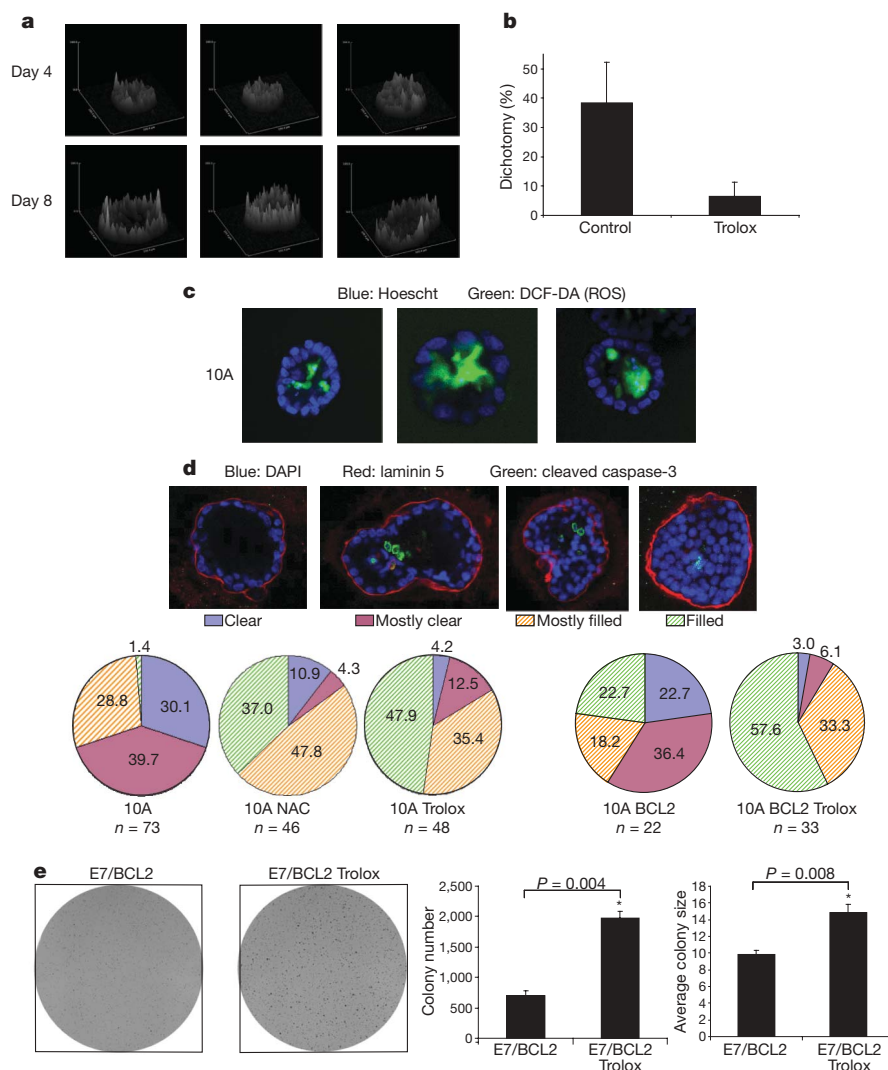 a
Day 4
Day 8
b
Dichotomy (%)
50
40
30
20
10
0
Control
Trolox
c
Blue: Hoescht Green: DCF-DA (ROS)
10A
d
Blue: DAPI Red: laminin 5 Green: cleaved caspase-3
Clear Mostly clear Mostly filled Filled
1.4
28.8
30.1
39.7
10A
n = 73
10.9
4.3
37.0
47.8
10A NAC
n = 46
4.2
12.5
47.9
35.4
10A Trolox
n = 48
22.7
22.7
18.2
36.4
10A BCL2
n = 22
3.0
6.1
33.3
57.6
10A BCL2 Trolox
n = 33
e
E7/BCL2
E7/BCL2 Trolox
Colony number
2,500
2,000
1,500
1,000
500
0
P = 0.004
*
E7/BCL2
E7/BCL2
Trolox
Average colony size
18
16
14
12
10
8
6
4
2
0
P = 0.008
*
E7/BCL2
E7/BCL2
Trolox